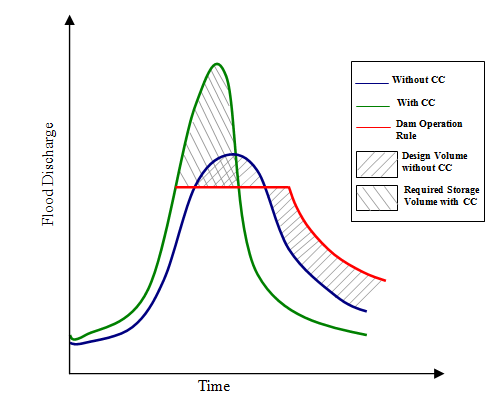 Flood Discharge
Time
Without CC
With CC
Dam Operation
Rule
Design Volume
without CC
Required Storage
Volume with CC